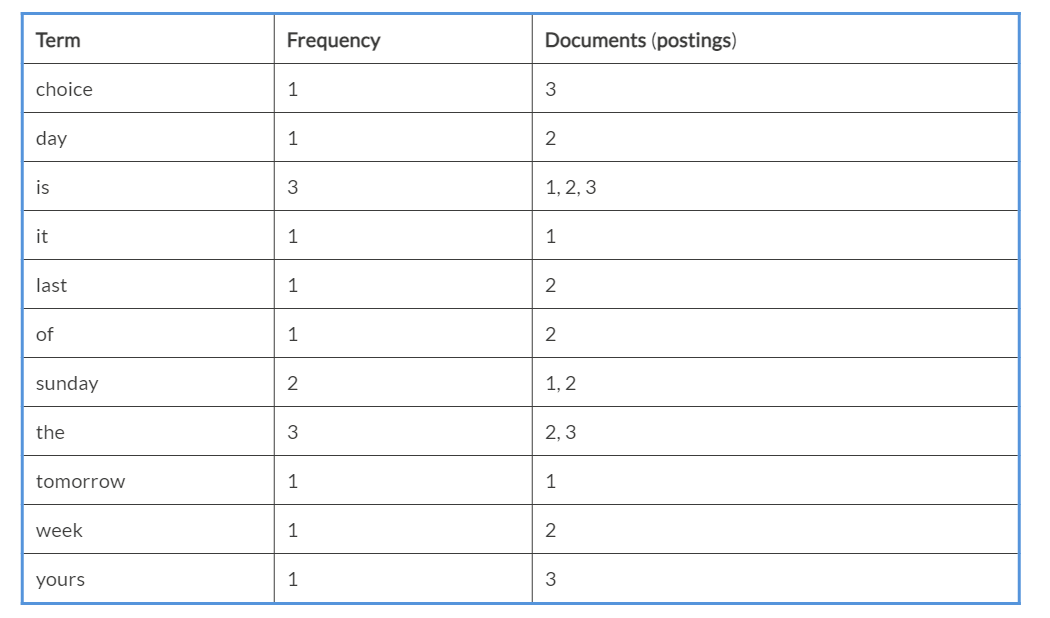 Term Frequency Documents (postings)
choice 1 3
day 1 2
is 3 1, 2, 3
it 1 1
last 1 2
of 1 2
sunday 2 1, 2
the 3 2, 3
tomorrow 1 1
week 1 2
yours 1 3